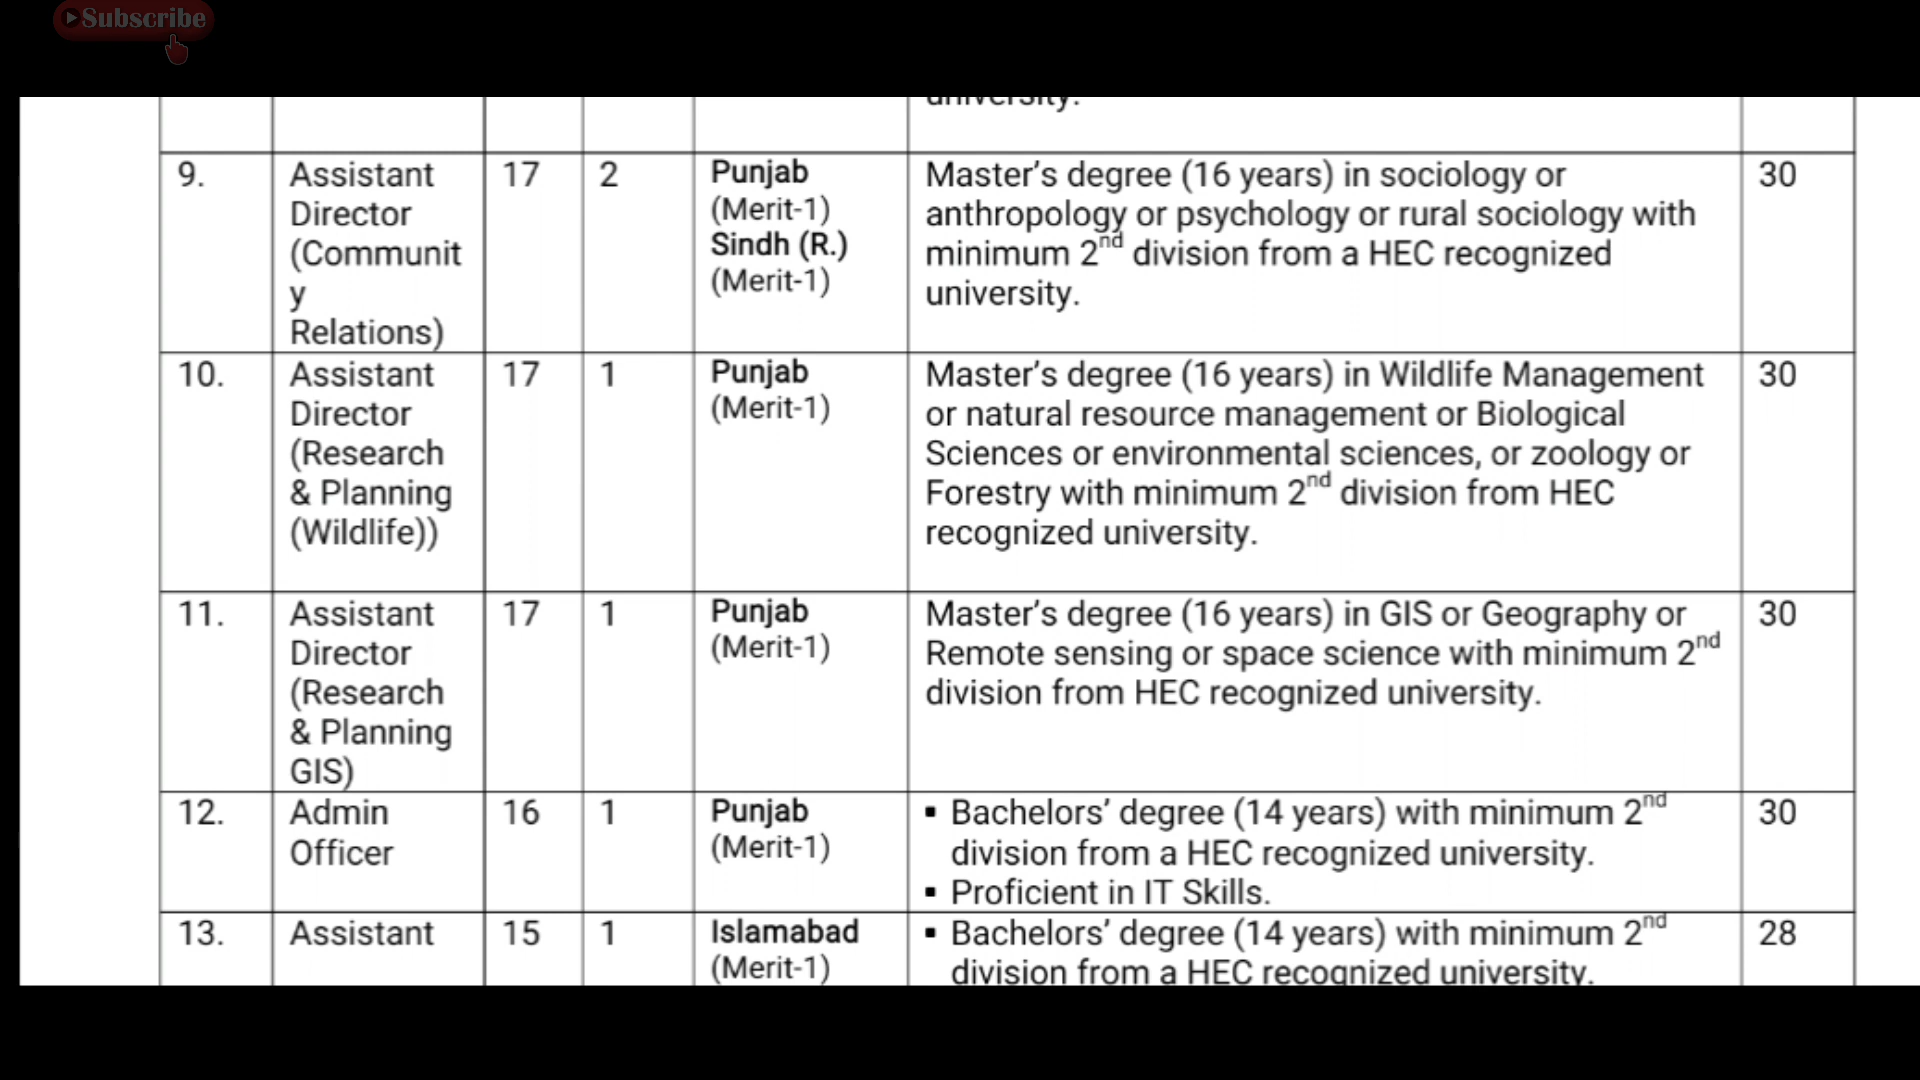 Subscribe
university.
9.
Assistant
Director
(Communit
y
Relations)
17
2
Punjab
(Merit-1)
Sindh (R.)
(Merit-1)
Master's degree (16 years) in sociology or
anthropology or psychology or rural sociology with
minimum 2nd division from a HEC recognized
university.
30
10.
Assistant
Director
(Research
& Planning
(Wildlife))
17
1
Punjab
(Merit-1)
Master's degree (16 years) in Wildlife Management
or natural resource management or Biological
Sciences or environmental sciences, or zoology or
Forestry with minimum 2nd division from HEC
recognized university.
30
11.
Assistant
Director
(Research
& Planning
GIS)
17
1
Punjab
(Merit-1)
Master's degree (16 years) in GIS or Geography or
Remote sensing or space science with minimum 2nd
division from HEC recognized university.
30
12.
Admin
Officer
16
1
Punjab
(Merit-1)
▪ Bachelors' degree (14 years) with minimum 2nd
division from a HEC recognized university.
▪ Proficient in IT Skills.
30
13.
Assistant
15
1
Islamabad
(Merit-1)
▪ Bachelors' degree (14 years) with minimum 2nd
division from a HEC recognized university.
28